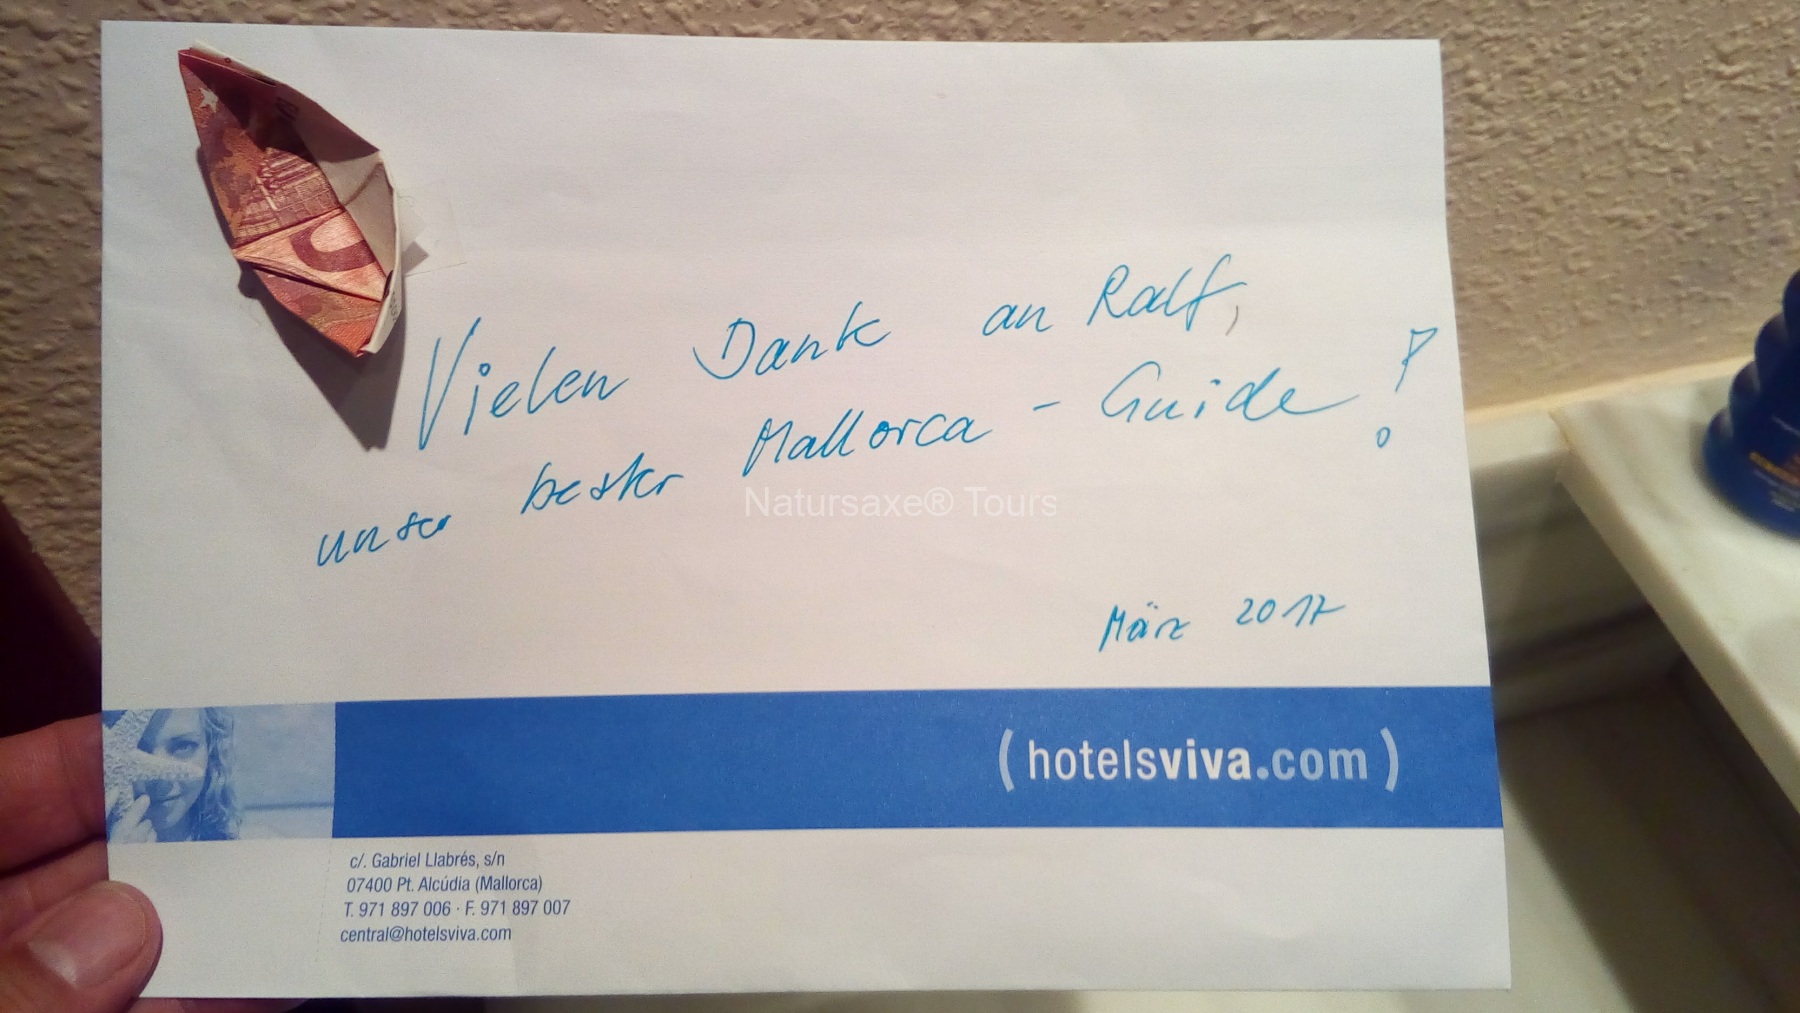 Vielen Dank an Ralf,
unser bester Mallorca - Guide!
Natursaxe® Tours
März 2017
(hotelsviva.com)
c/. Gabriel Llabrés, s/n
07400 Pt. Alcúdia (Mallorca)
T. 971 897 006 · F. 971 897 007
central@hotelsviva.com